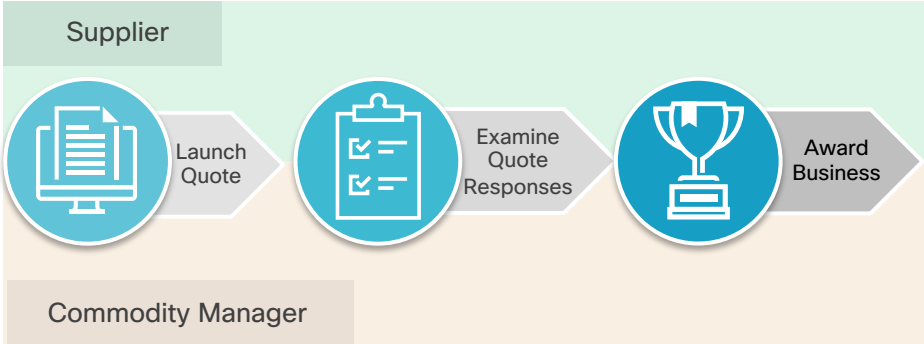 Supplier
Launch
Quote
Examine
Quote
Responses
Award
Business
Commodity Manager